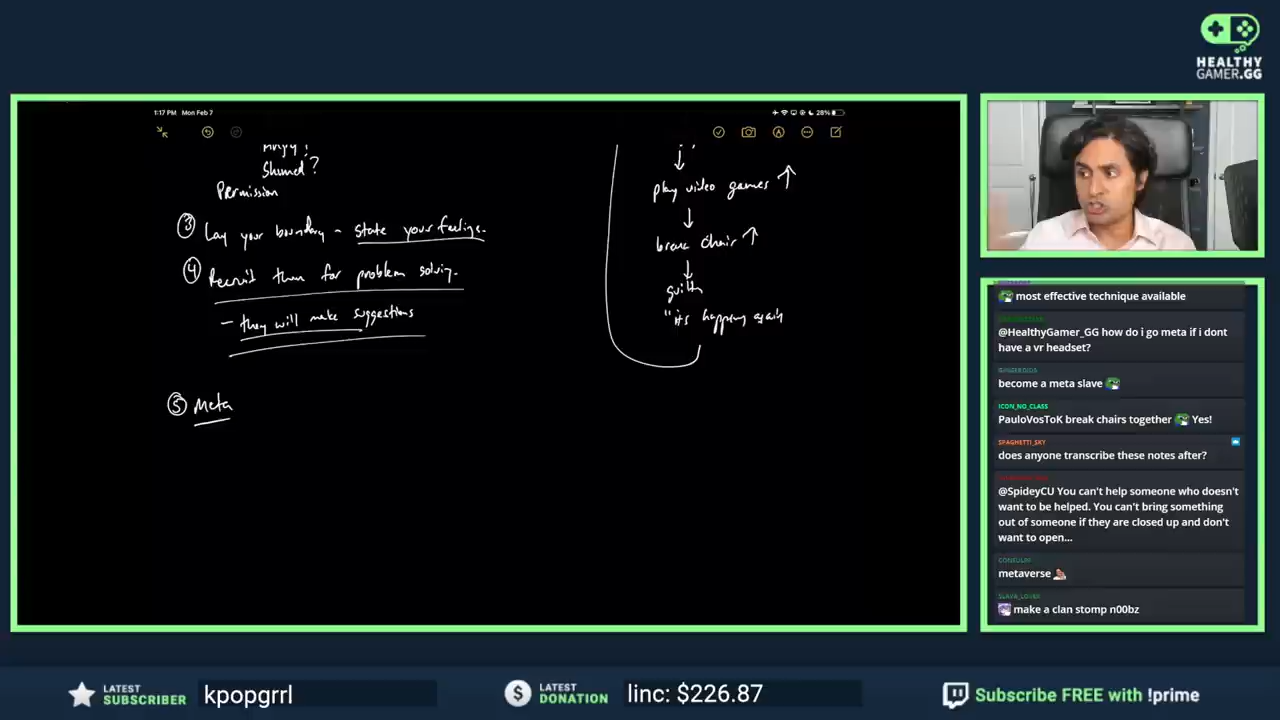 HEALTHY
GAMER.GG
1:17 PM Mon Feb 7
28%
Angry?
Shamed?
Permission
③ Lay your boundary - state your feelings.
④ Recruit them for problem solving.
- they will make suggestions
⑤ Meta
play video games ↑
break chair ↑
guilt
"it's happening again
most effective technique available
@HealthyGamer_GG how do i go meta if i dont
have a vr headset?
become a meta slave
ICON_NO_CLASS
PauloVosToK break chairs together Yes!
SPAGHETTI_SKY
does anyone transcribe these notes after?
@SpideyCU You can't help someone who doesn't
want to be helped. You can't bring something
out of someone if they are closed up and don't
want to open...
metaverse
SLAVA_LOVER
make a clan stomp n00bz
LATEST
SUBSCRIBER
kpopgrrl
LATEST
DONATION
linc: $226.87
Subscribe FREE with !prime